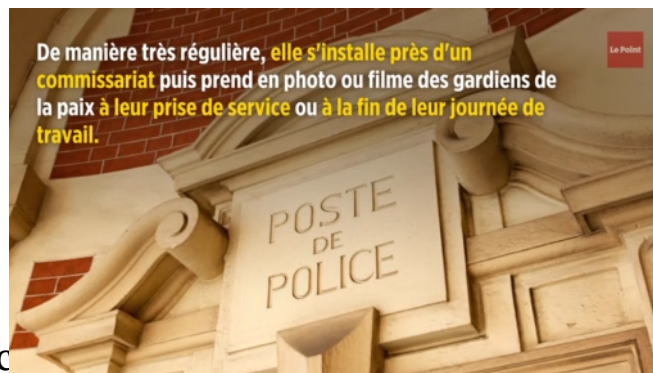 De manière très régulière, elle s'installe près d'un
commissariat puis prend en photo ou filme des gardiens de
la paix à leur prise de service ou à la fin de leur journée de
travail.
Le Point
POSTE
DE
POLICE